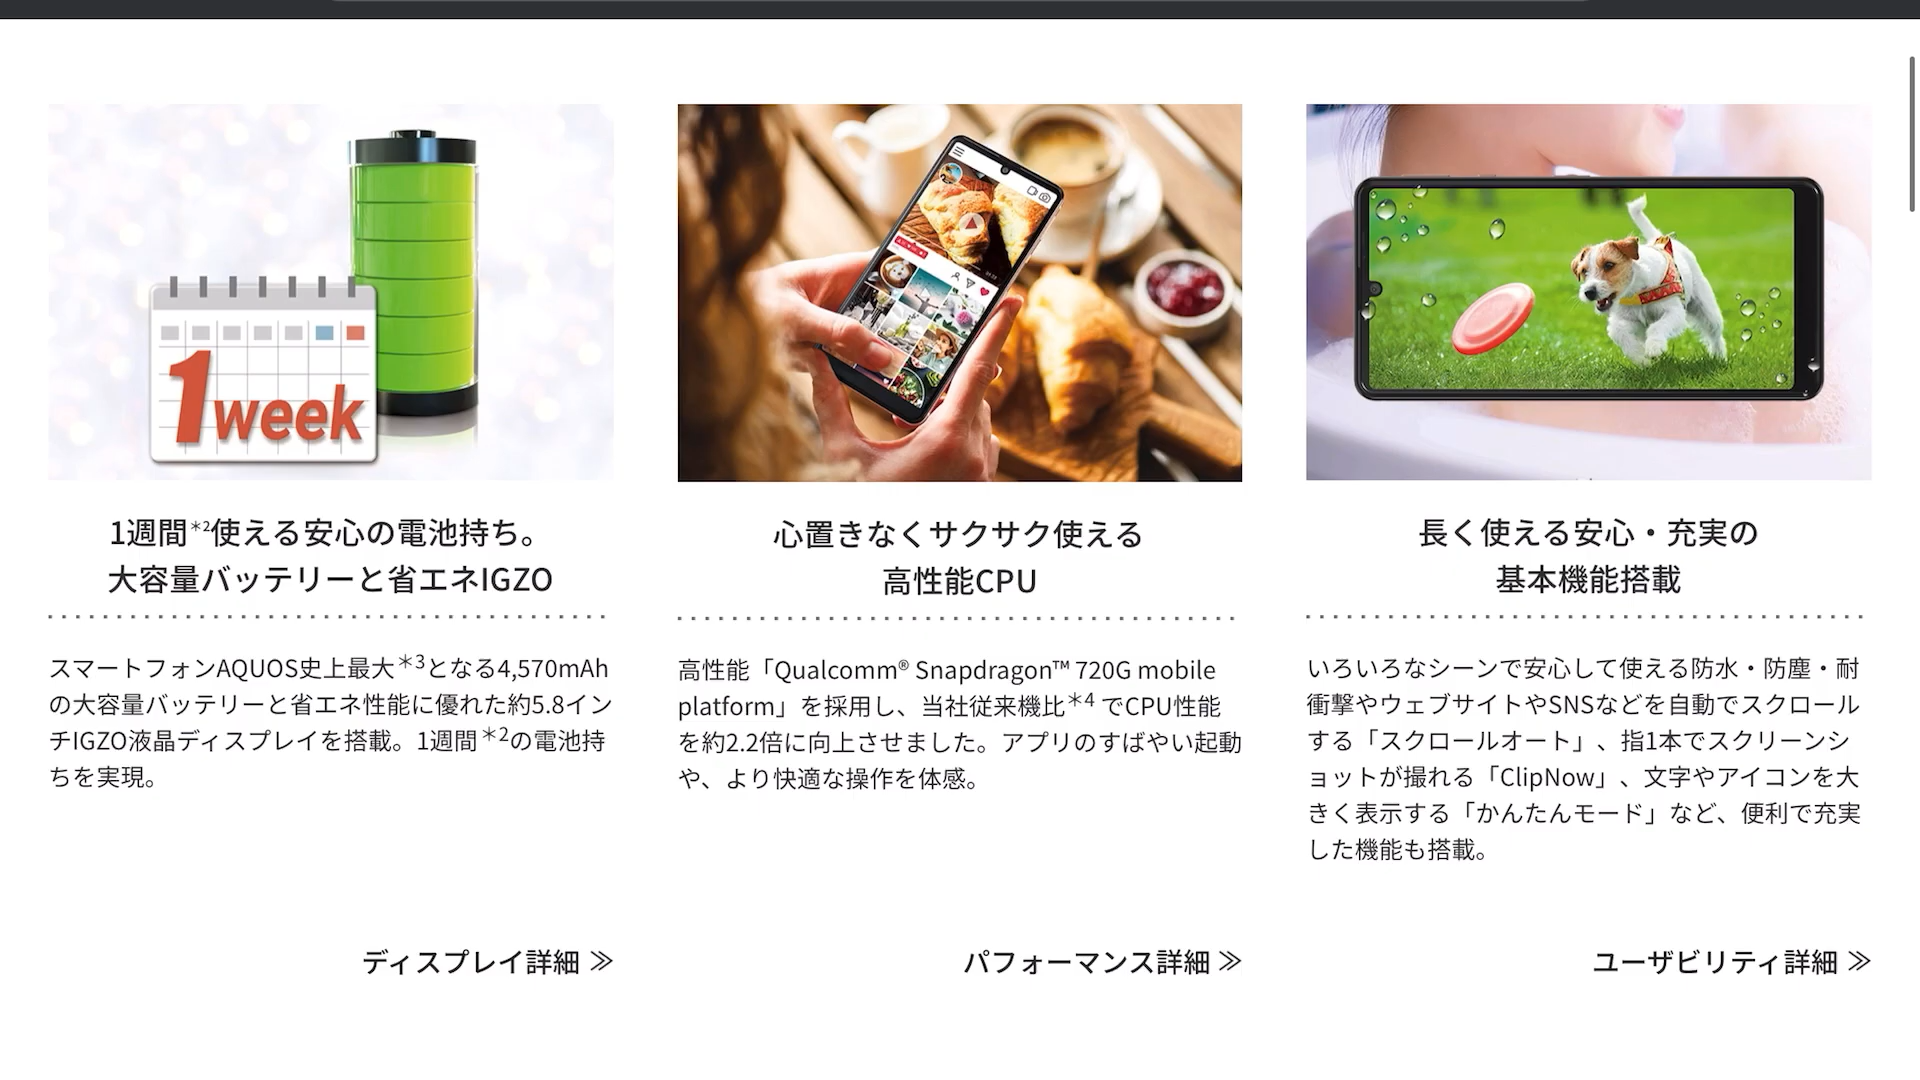 1week
1週間＊2使える安心の電池持ち。
大容量バッテリーと省エネIGZO
スマートフォンAQUOS史上最大＊3となる4,570mAh
の大容量バッテリーと省エネ性能に優れた約5.8イン
チIGZO液晶ディスプレイを搭載。1週間＊2の電池持
ちを実現。
ディスプレイ詳細 ≫
心置きなくサクサク使える
高性能CPU
高性能「Qualcomm® Snapdragon™ 720G mobile
platform」を採用し、当社従来機比＊4 でCPU性能
を約2.2倍に向上させました。アプリのすばやい起動
や、より快適な操作を体感。
パフォーマンス詳細 ≫
長く使える安心・充実の
基本機能搭載
いろいろなシーンで安心して使える防水・防塵・耐
衝撃やウェブサイトやSNSなどを自動でスクロール
する「スクロールオート」、指1本でスクリーンシ
ョットが撮れる「ClipNow」、文字やアイコンを大
きく表示する「かんたんモード」など、便利で充実
した機能も搭載。
ユーザビリティ詳細 ≫